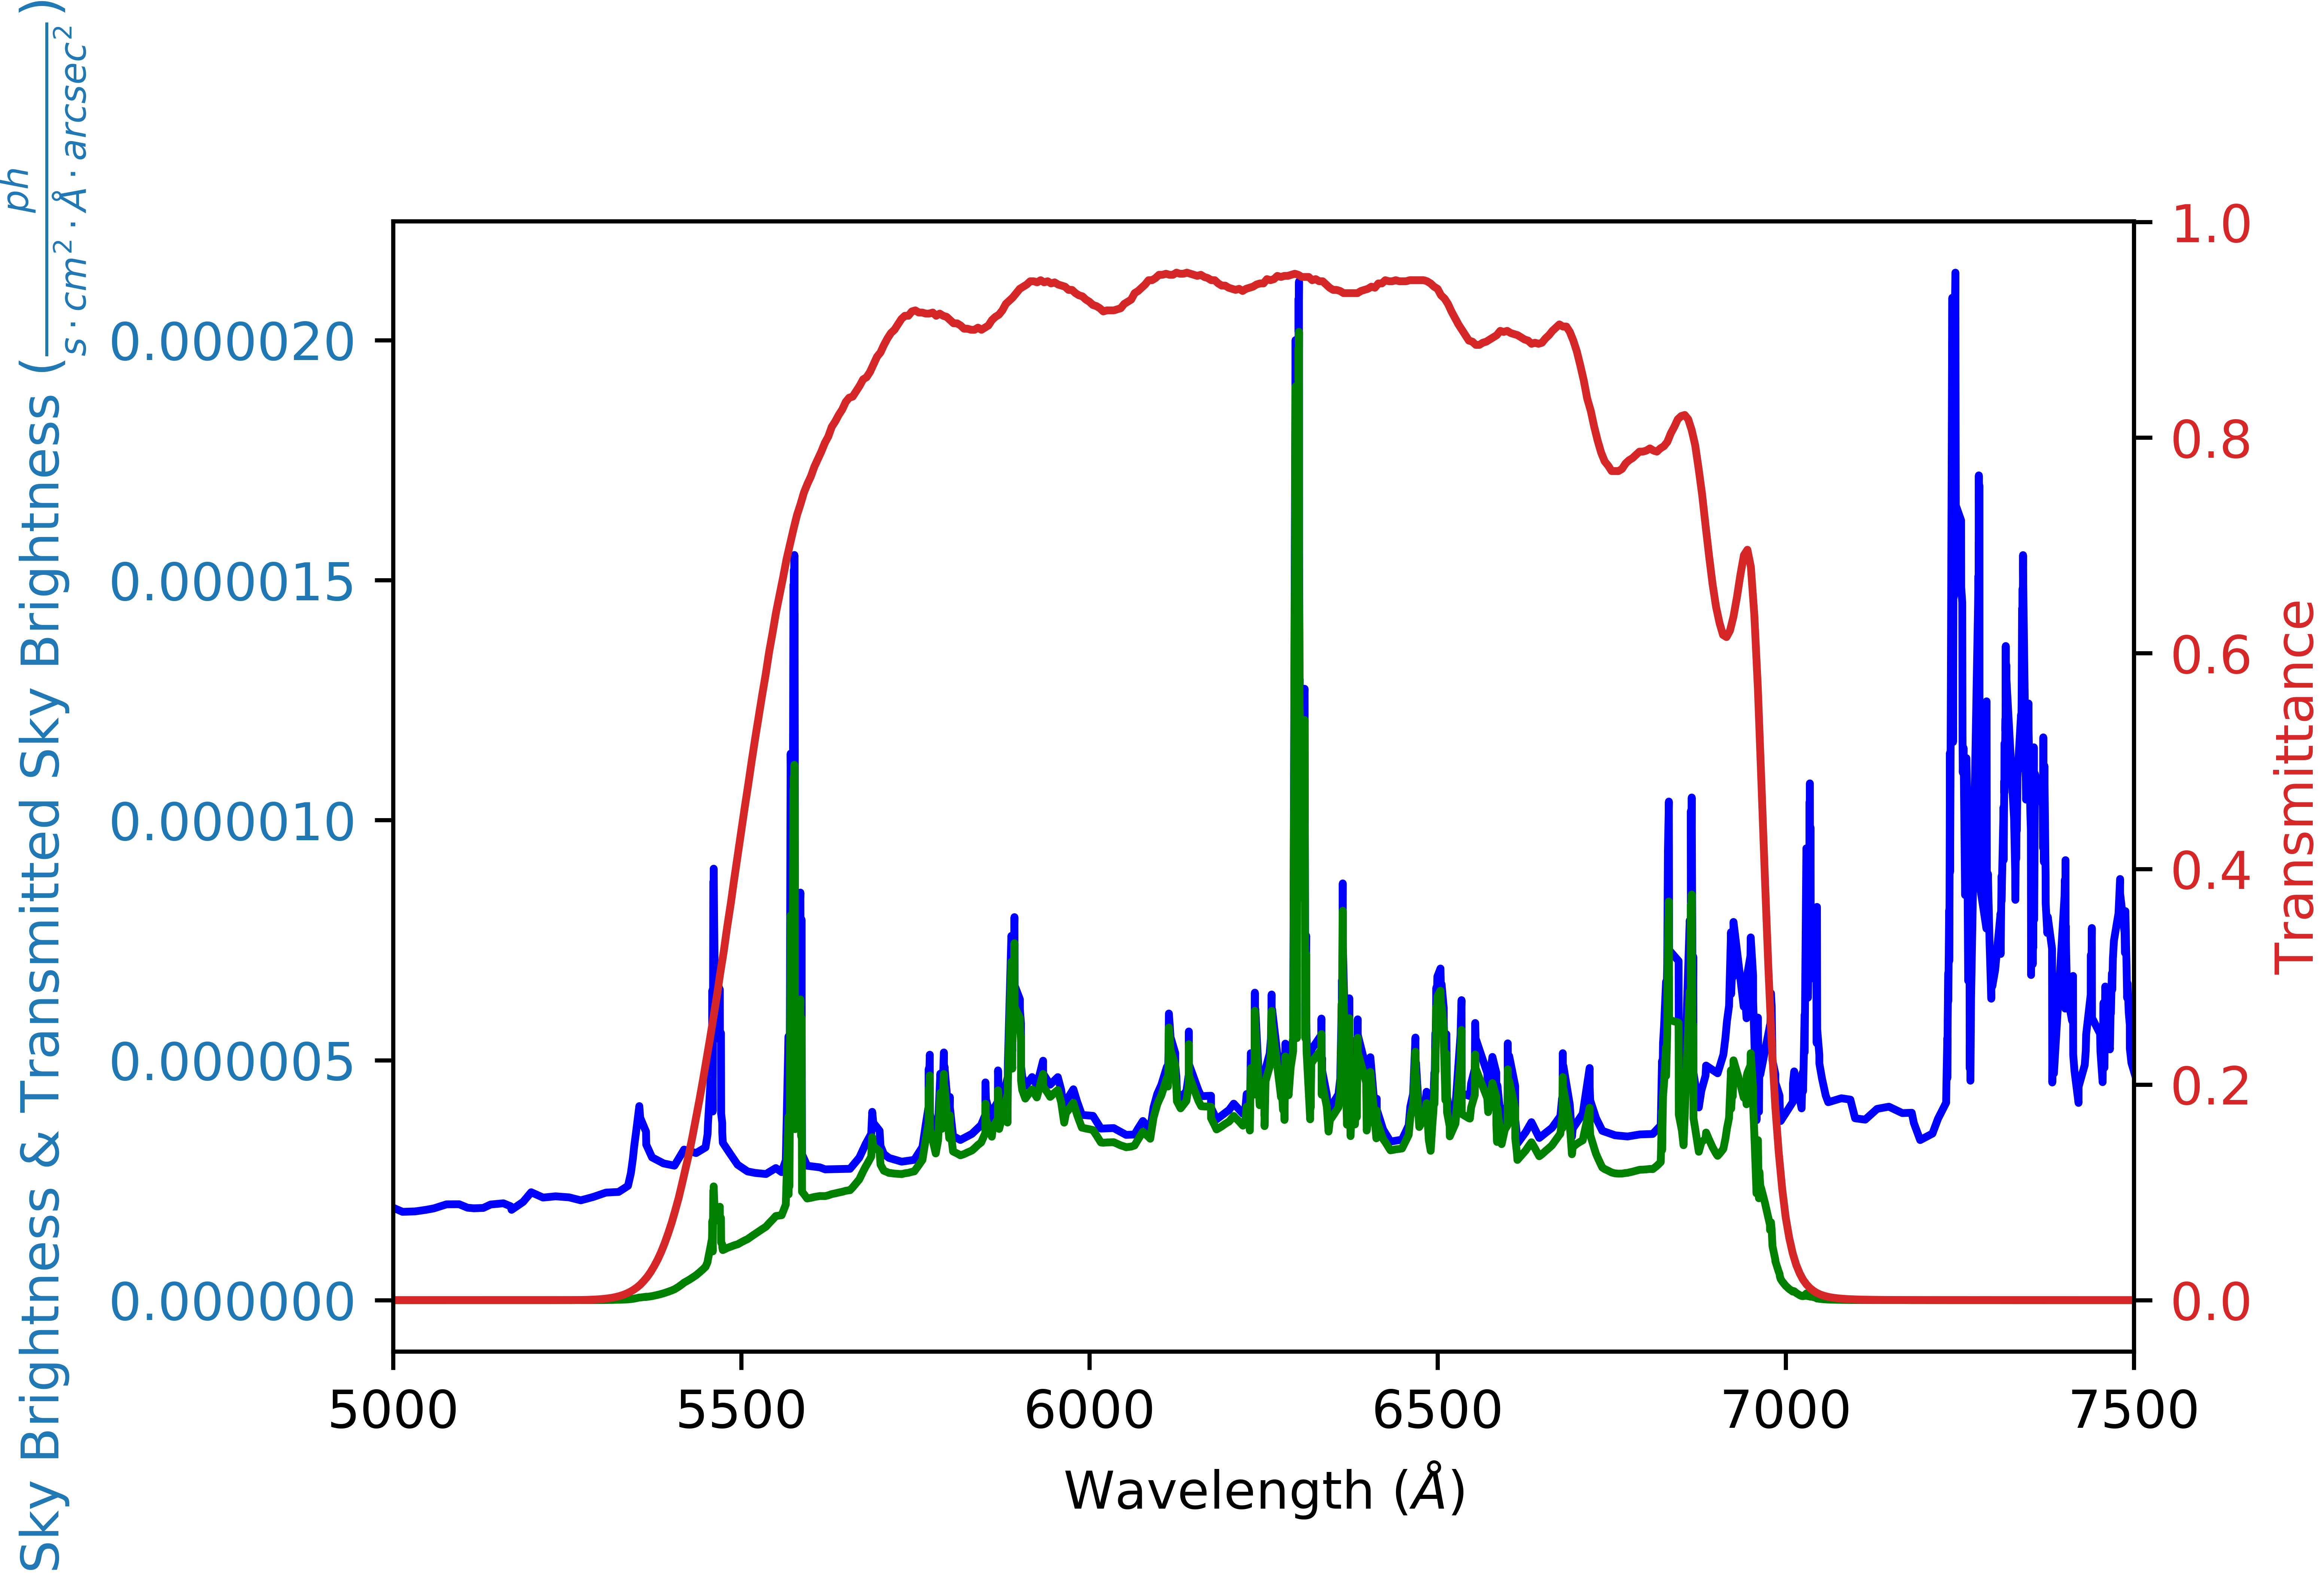 Sky Brightness & Transmitted Sky Brightness (ph / s · cm² · Å · arcsec²)
0.000020
0.000015
0.000010
0.000005
0.000000
1.0
0.8
0.6
0.4
0.2
0.0
Transmittance
5000 5500 6000 6500 7000 7500
Wavelength (Å)